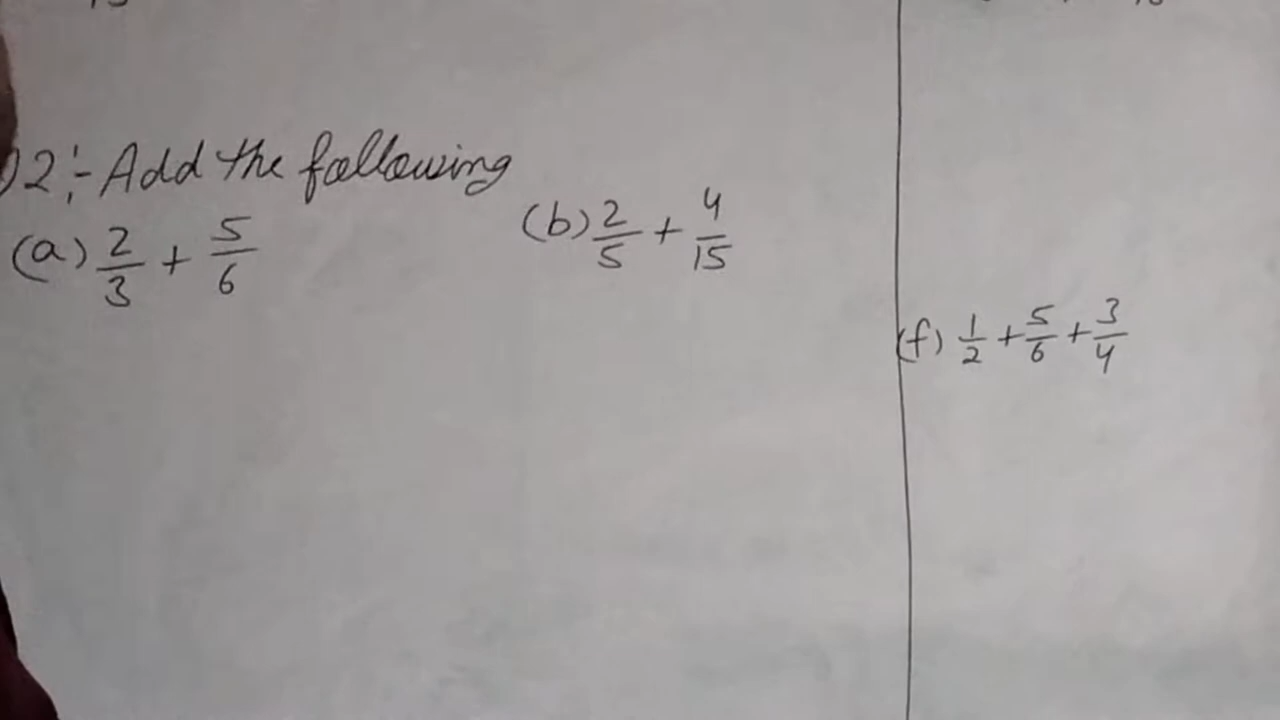 2:- Add the following
(a) 2/3 + 5/6
(b) 2/5 + 4/15
(f) 1/2 + 5/6 + 3/4